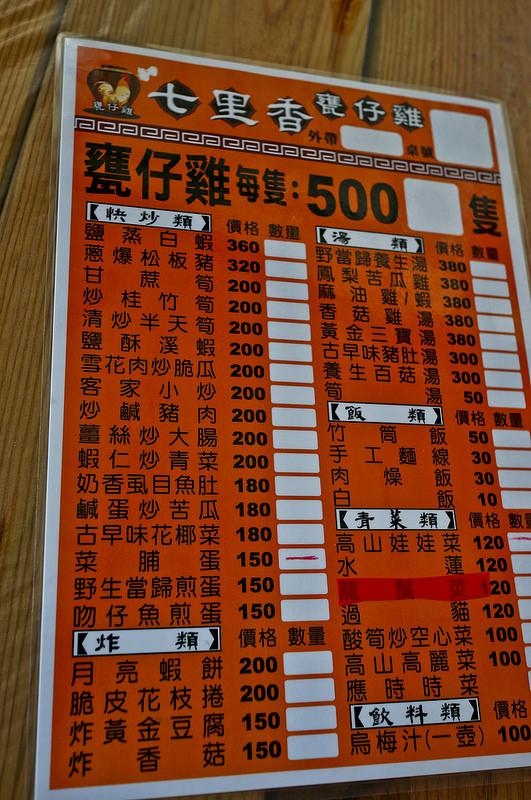 甕仔雞
七里香甕仔雞
外帶 桌號
甕仔雞每隻：500 隻
【快炒類】 價格 數量
鹽蒸白蝦 360
蔥爆松板豬 320
甘蔗筍 200
炒桂竹筍 200
清炒半天筍 200
鹽酥溪蝦 200
雪花肉炒脆瓜 200
客家小炒 200
炒鹹豬肉 200
薑絲炒大腸 200
蝦仁炒青菜 200
奶香虱目魚肚 180
鹹蛋炒苦瓜 180
古早味花椰菜 180
菜脯蛋 150
野生當歸煎蛋 150
吻仔魚煎蛋 150
【炸類】 價格 數量
月亮蝦餅 200
脆皮花枝捲 200
炸黃金豆腐 150
炸香菇 150
【湯類】 價格 數量
野當歸養生湯 380
鳳梨苦瓜雞 380
麻油雞/蝦 380
香菇雞湯 380
黃金三寶湯 380
古早味豬肚湯 300
養生百菇湯 300
筍湯 50
【飯類】 價格 數量
竹筒飯 50
手工麵線 30
肉燥飯 30
白飯 10
【青菜類】 價格 數量
高山娃娃菜 120
水蓮 120
菜 120
過貓 120
酸筍炒空心菜 100
高山高麗菜 100
應時時菜
【飲料類】 價格
烏梅汁(一壺) 100